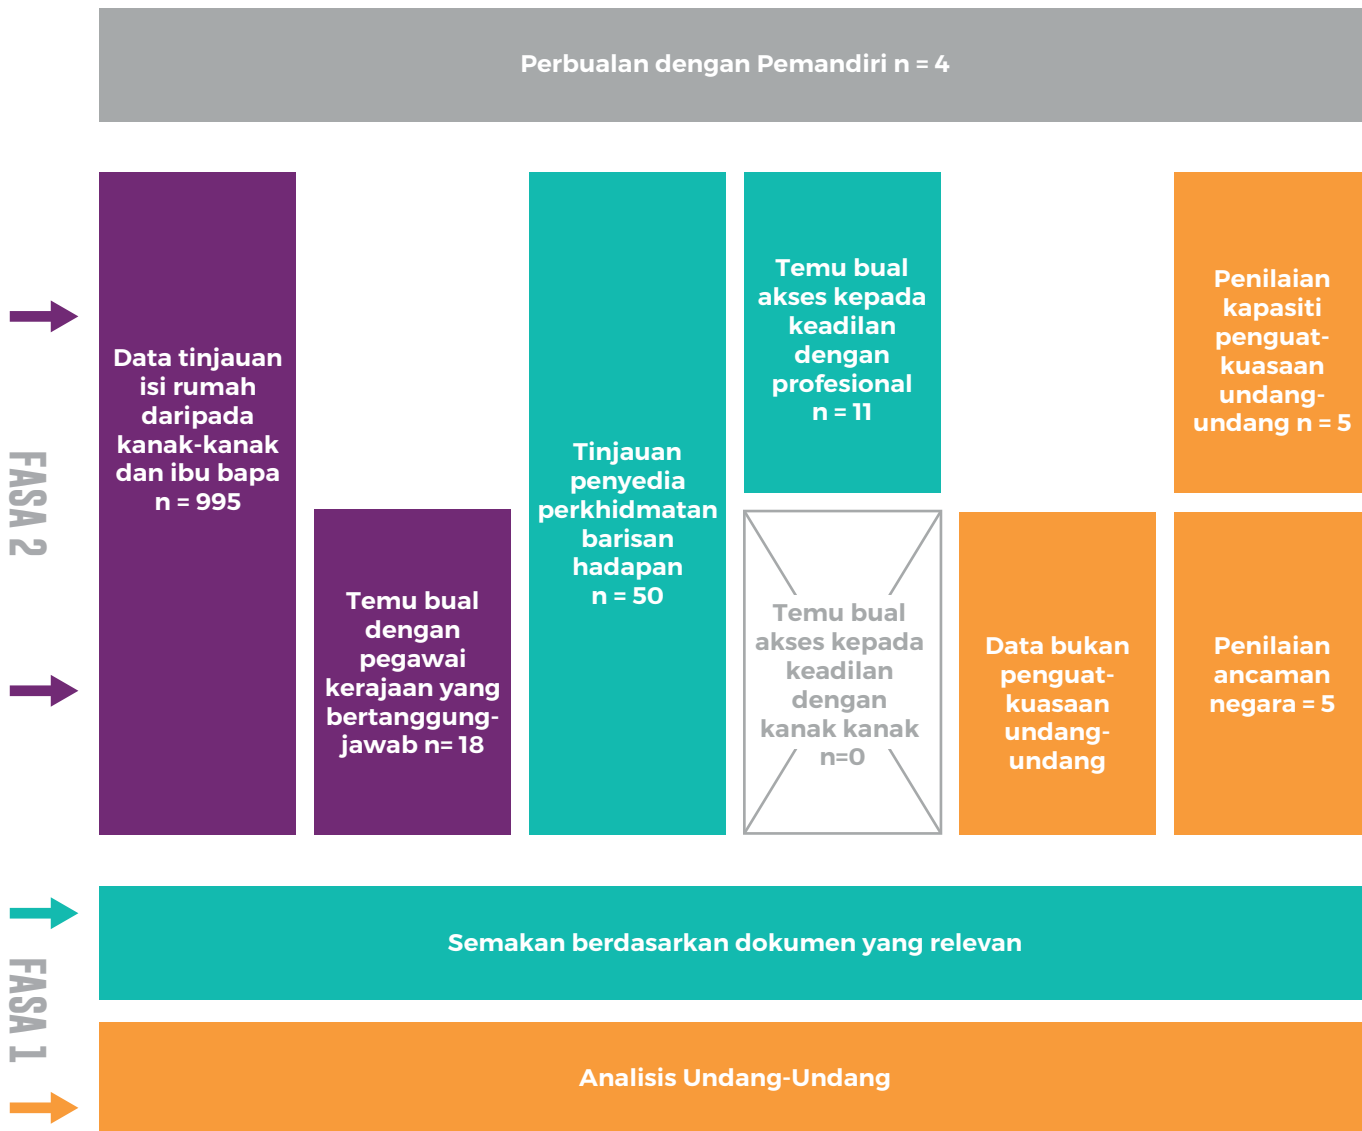 Perbualan dengan Pemandiri n = 4
FASA 2
Data tinjauan
isi rumah
daripada
kanak-kanak
dan ibu bapa
n = 995
Temu bual
dengan
pegawai
kerajaan yang
bertanggung-
jawab n= 18
Tinjauan
penyedia
perkhidmatan
barisan
hadapan
n = 50
Temu bual
akses kepada
keadilan
dengan
profesional
n = 11
Temu bual
akses kepada
keadilan
dengan
kanak kanak
n=0
Data bukan
penguat-
kuasaan
undang-
undang
Penilaian
kapasiti
penguat-
kuasaan
undang-
undang n = 5
Penilaian
ancaman
negara = 5
FASA 1
Semakan berdasarkan dokumen yang relevan
Analisis Undang-Undang